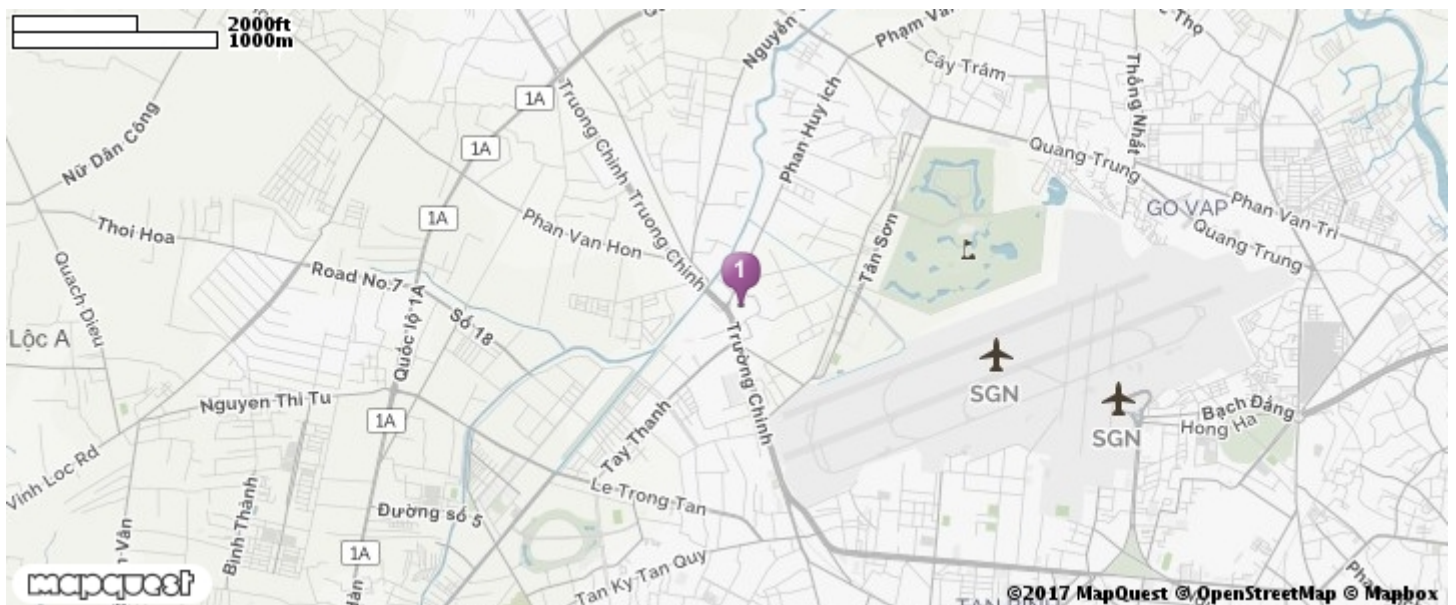 2000ft
1000m
Nữ Dân Công
1A
Truong Chinh
Truong Chinh
Phan Huy Ich
Cây Trâm
Thống Nhất
Quang Trung
GO VAP
Phan Van Tri
Quang Trung
1A
1A
Thoi Hoa
Phan Van Hon
Tân Sơn
Quach Dieu
Road No.7
Số 18
Quốc lộ 1A
1
Lộc A
Trường Chinh
SGN
SGN
Bạch Đằng
Hong Ha
Nguyen Thi Tu
1A
Tay Thanh
Vinh Loc Rd
Le Trong Tan
Bình Thành
Đường số 5
1A
Tan Ky Tan Quy
mapquest
©2017 MapQuest © OpenStreetMap © Mapbox